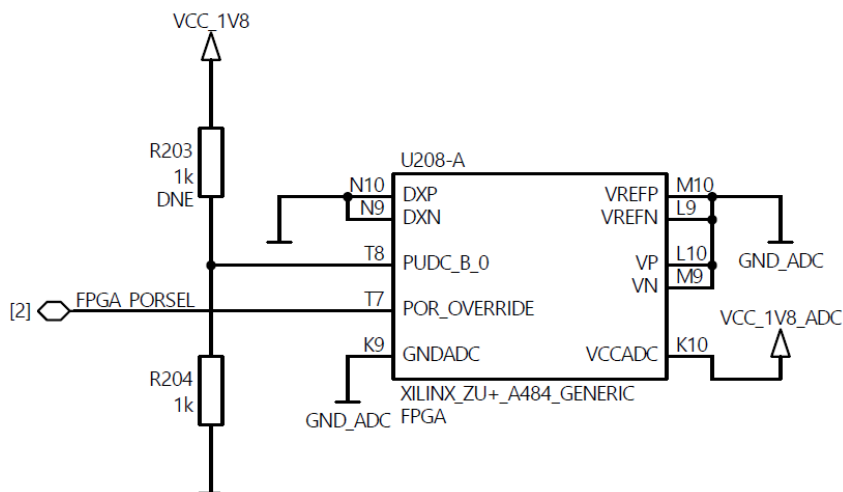 VCC_1V8
R203
1k
DNE
U208-A
N10 DXP VREFP M10
N9 DXN VREFN L9
T8 PUDC_B_0 VP L10
VN M9
GND_ADC
[2] FPGA_PORSEL T7 POR_OVERRIDE
VCC_1V8_ADC
K9 GNDADC VCCADC K10
R204
1k
GND_ADC
XILINX_ZU+_A484_GENERIC
FPGA